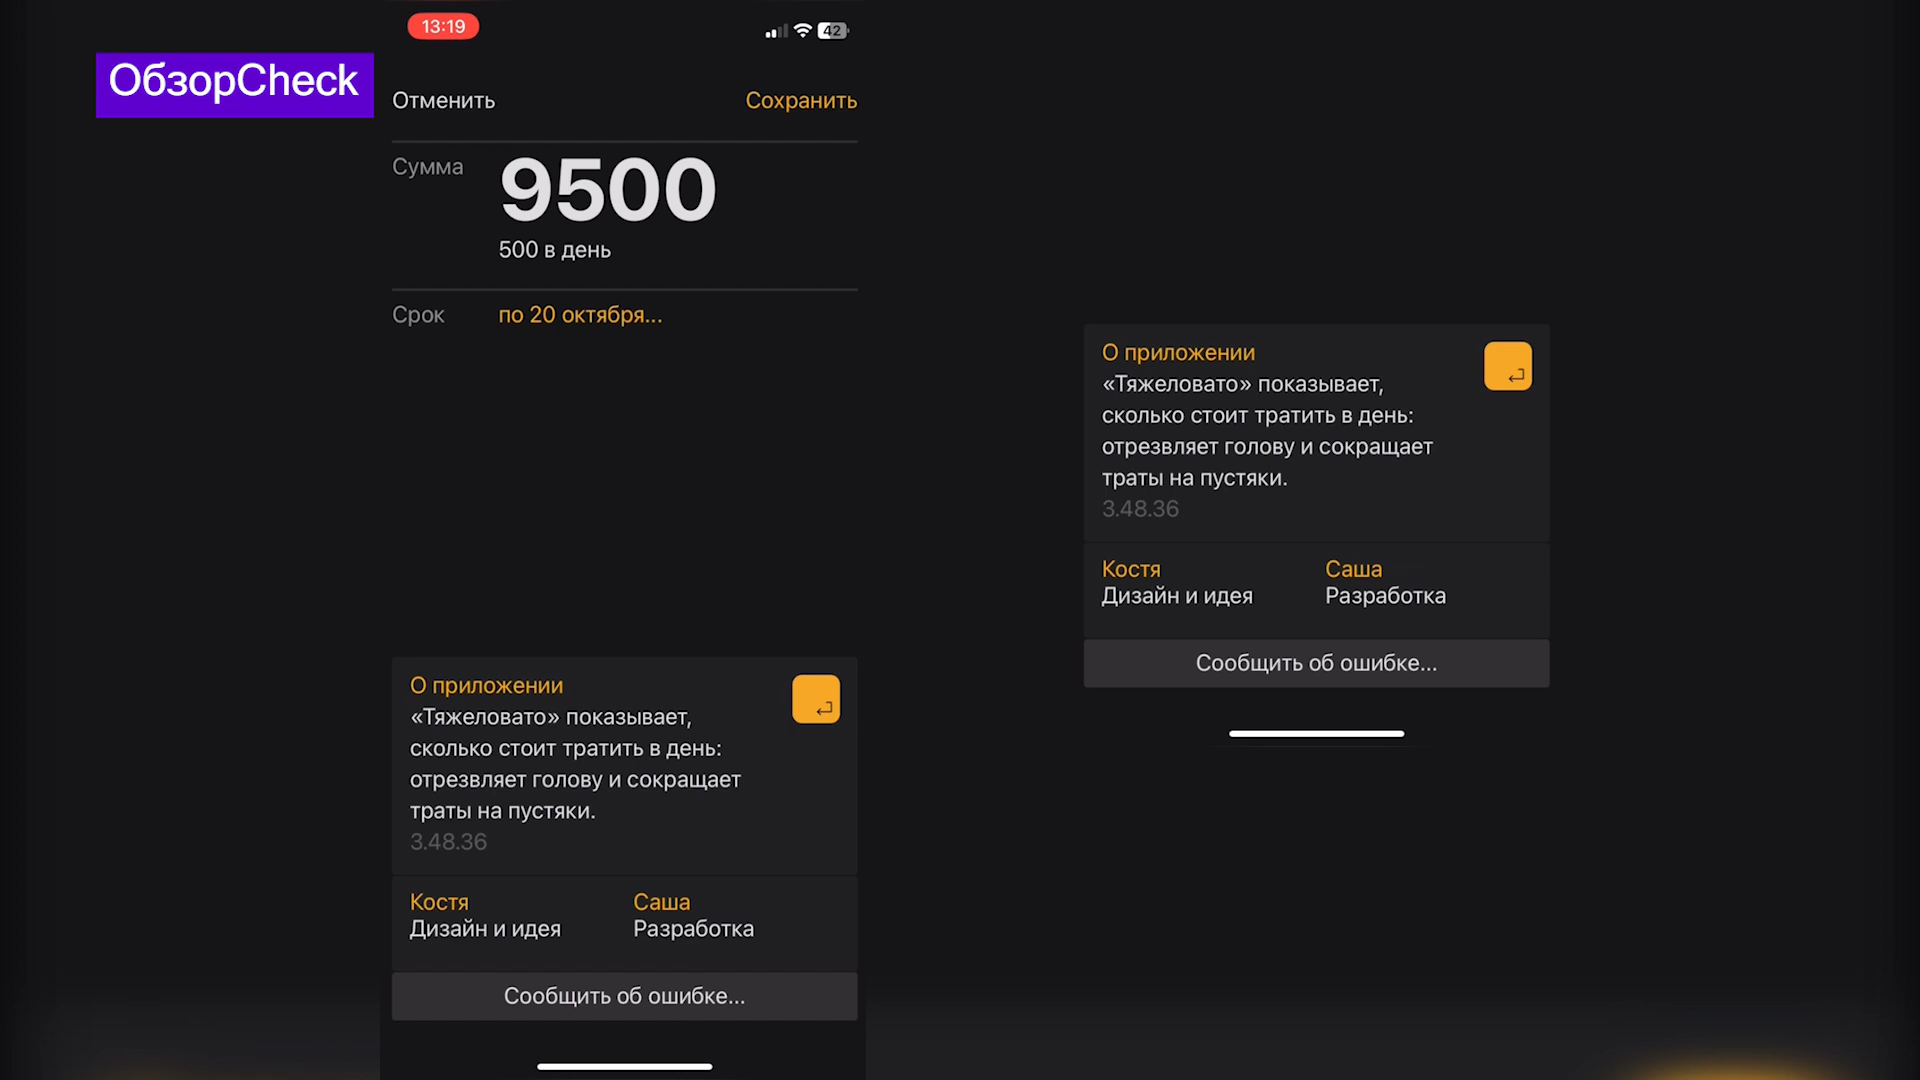 ОбзорCheck
13:19
42
Отменить
Сохранить
Сумма
9500
500 в день
Срок
по 20 октября...
О приложении
«Тяжеловато» показывает,
сколько стоит тратить в день:
отрезвляет голову и сокращает
траты на пустяки.
3.48.36
Костя
Дизайн и идея
Саша
Разработка
Сообщить об ошибке...
О приложении
«Тяжеловато» показывает,
сколько стоит тратить в день:
отрезвляет голову и сокращает
траты на пустяки.
3.48.36
Костя
Дизайн и идея
Саша
Разработка
Сообщить об ошибке...